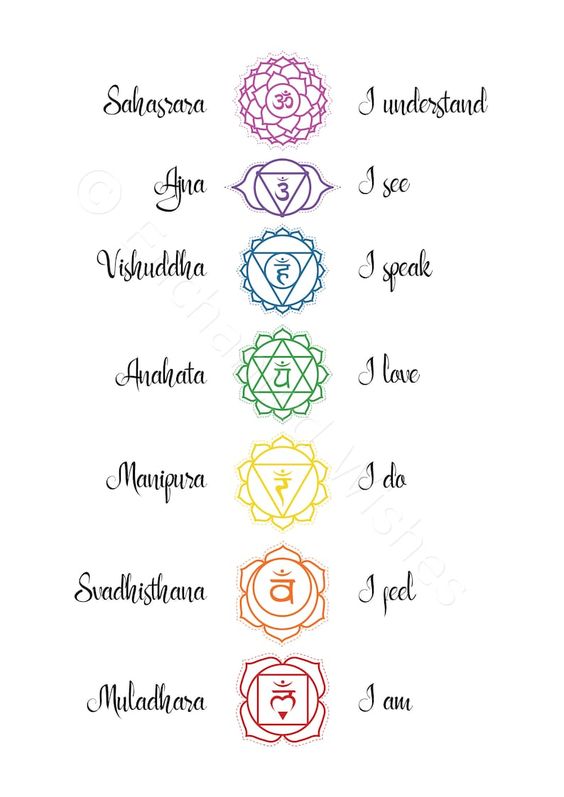 Sahasrara ॐ I understand
Ajna ॐ I see
Vishuddha हं I speak
Anahata यं I love
Manipura रं I do
Svadhisthana वं I feel
Muladhara लं I am
© Enchanted Wishes